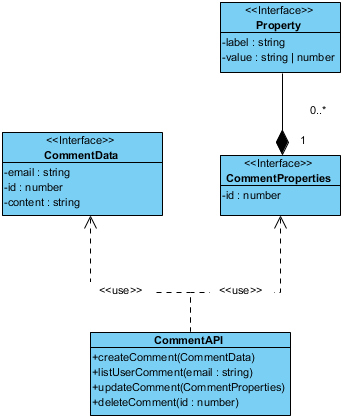 <<Interface>>
Property
-label : string
-value : string | number
0..*
1
<<Interface>>
CommentData
-email : string
-id : number
-content : string
<<Interface>>
CommentProperties
-id : number
<<use>>
<<use>>
CommentAPI
+createComment(CommentData)
+listUserComment(email : string)
+updateComment(CommentProperties)
+deleteComment(id : number)